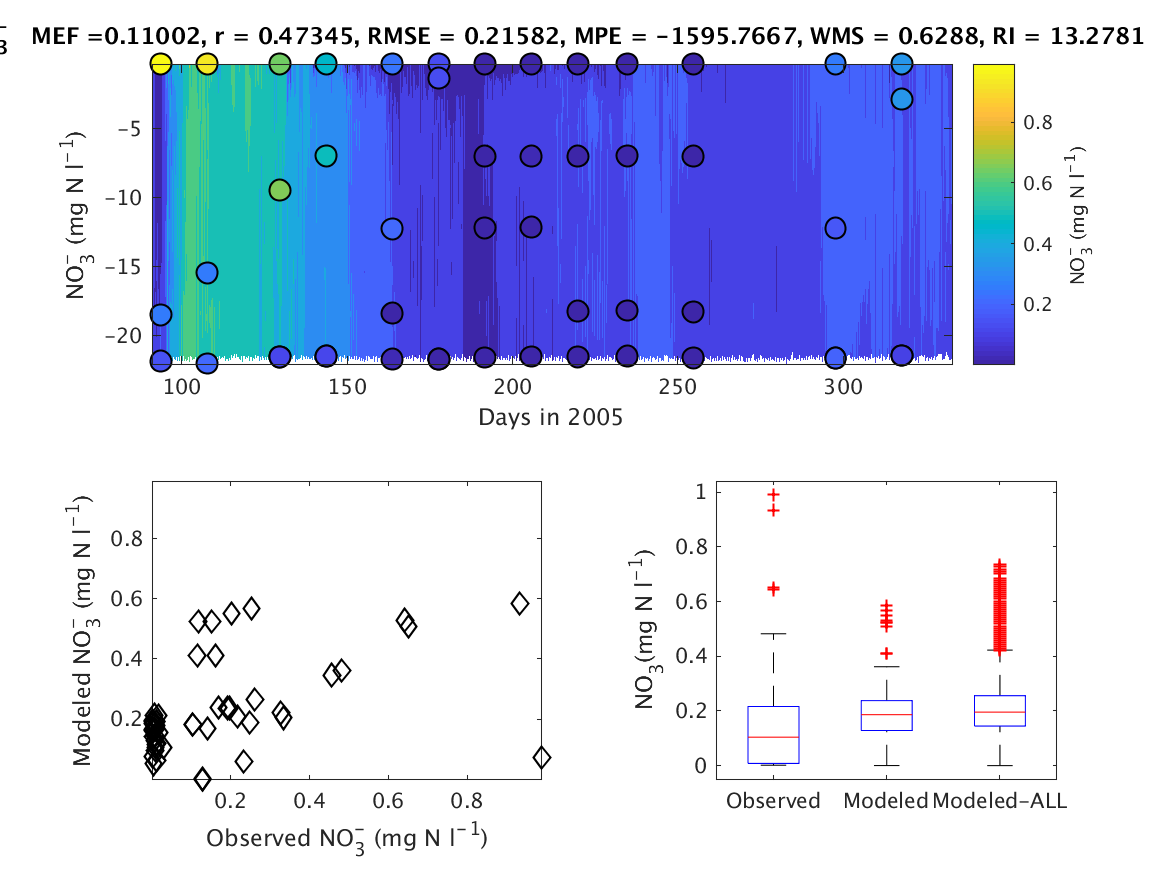 ₃⁻ MEF =0.11002, r = 0.47345, RMSE = 0.21582, MPE = -1595.7667, WMS = 0.6288, RI = 13.2781
NO₃⁻ (mg N l⁻¹)
-5
-10
-15
-20
100 150 200 250 300
Days in 2005
0.8
0.6
0.4
0.2
NO₃⁻ (mg N l⁻¹)
Modeled NO₃⁻ (mg N l⁻¹)
0.8
0.6
0.4
0.2
0.2 0.4 0.6 0.8
Observed NO₃⁻ (mg N l⁻¹)
NO₃(mg N l⁻¹)
1
0.8
0.6
0.4
0.2
0
Observed Modeled Modeled-ALL